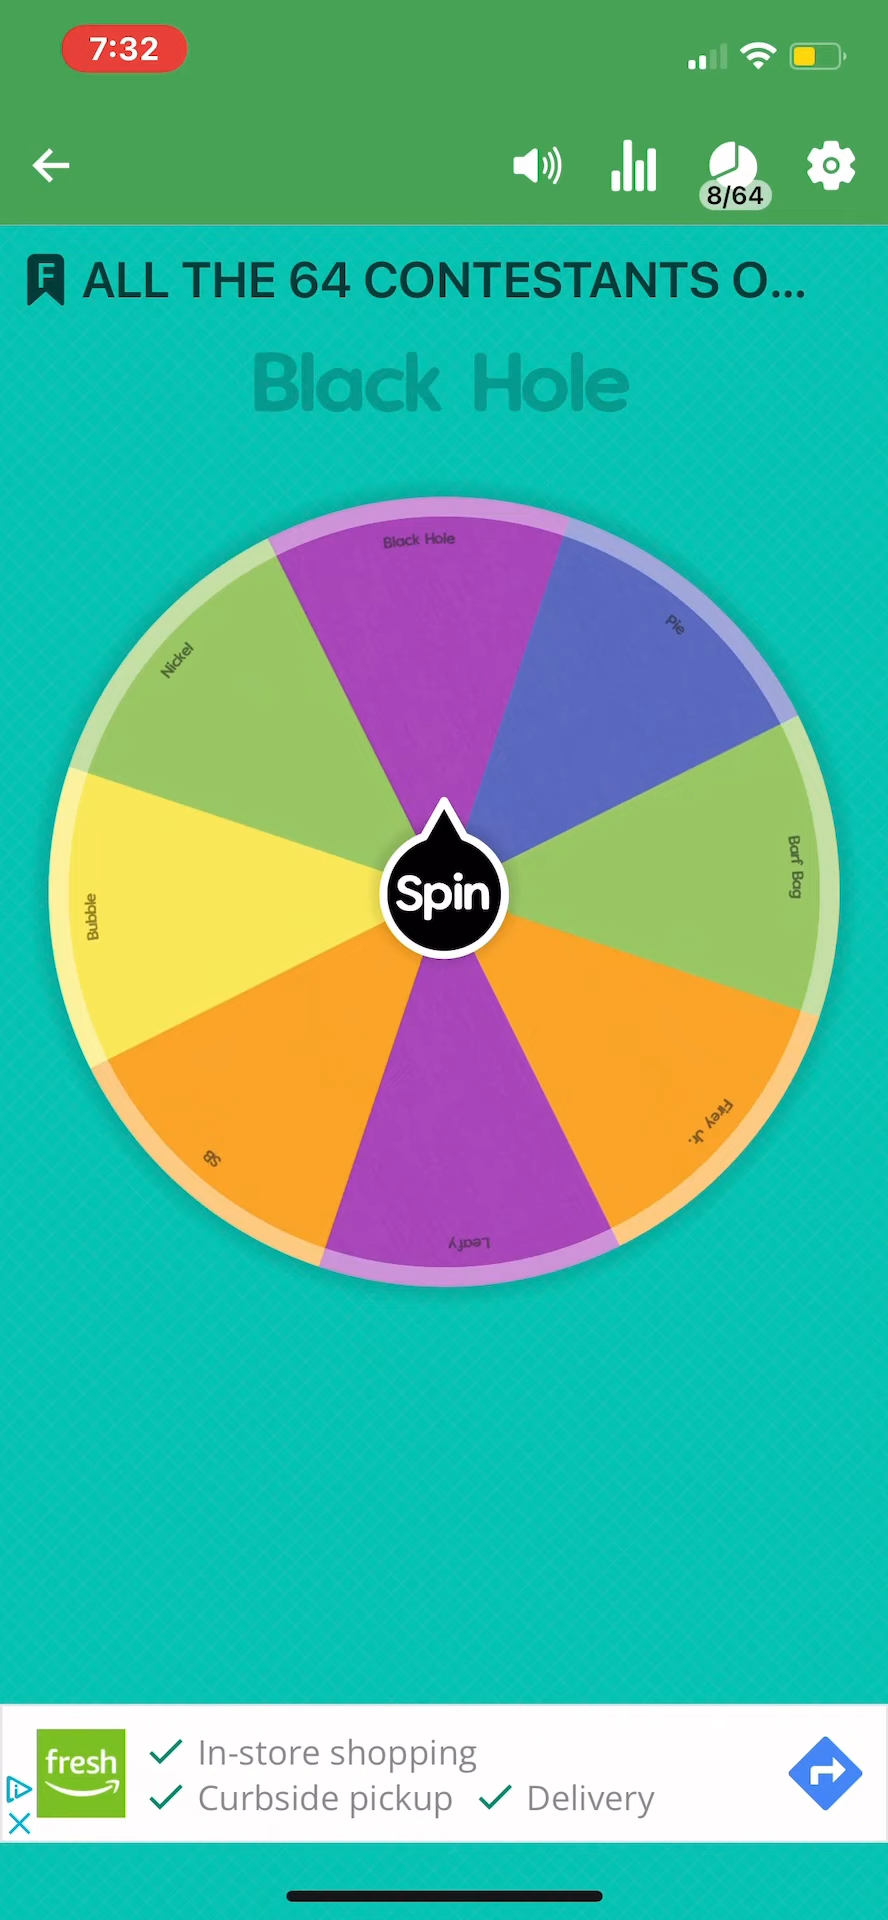 7:32
8/64
F ALL THE 64 CONTESTANTS O...
Black Hole
Black Hole
Pie
Nickel
Barf Bag
Bubble
Spin
Firey Jr.
SB
Leafy
fresh
In-store shopping
Curbside pickup Delivery